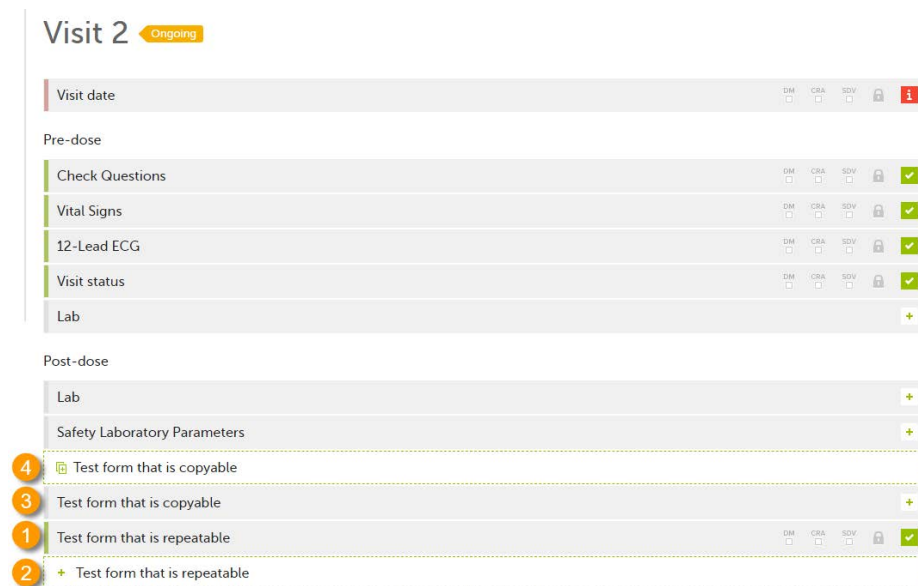 Visit 2 Ongoing
Visit date DM CRA SDV i
Pre-dose
Check Questions DM CRA SDV
Vital Signs DM CRA SDV
12-Lead ECG DM CRA SDV
Visit status DM CRA SDV
Lab +
Post-dose
Lab +
Safety Laboratory Parameters +
4 Test form that is copyable
3 Test form that is copyable +
1 Test form that is repeatable DM CRA SDV
2 + Test form that is repeatable